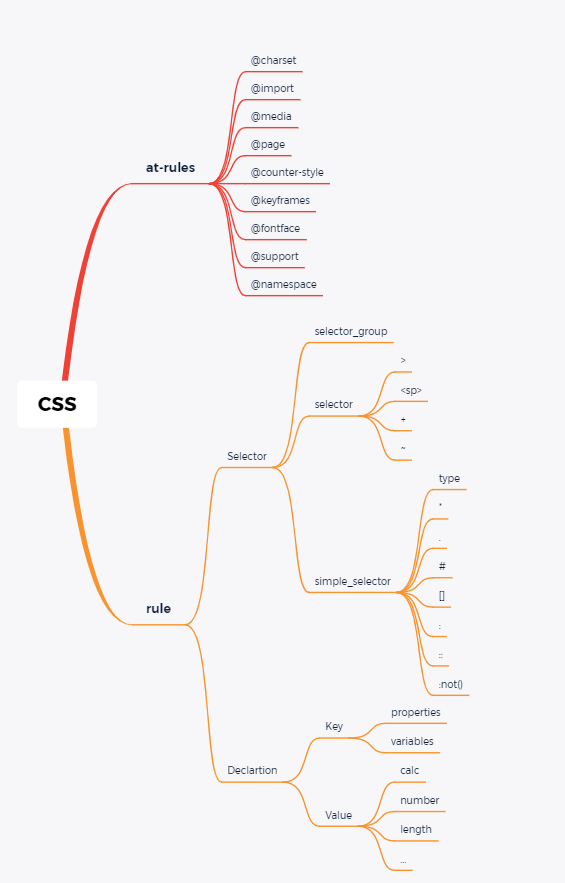 @charset
@import
@media
@page
at-rules
@counter-style
@keyframes
@fontface
@support
@namespace
CSS
selector_group
>
<sp>
selector
+
~
Selector
type
*
.
#
simple_selector
[]
:
::
:not()
rule
properties
Key
variables
Declartion
calc
number
Value
length
...